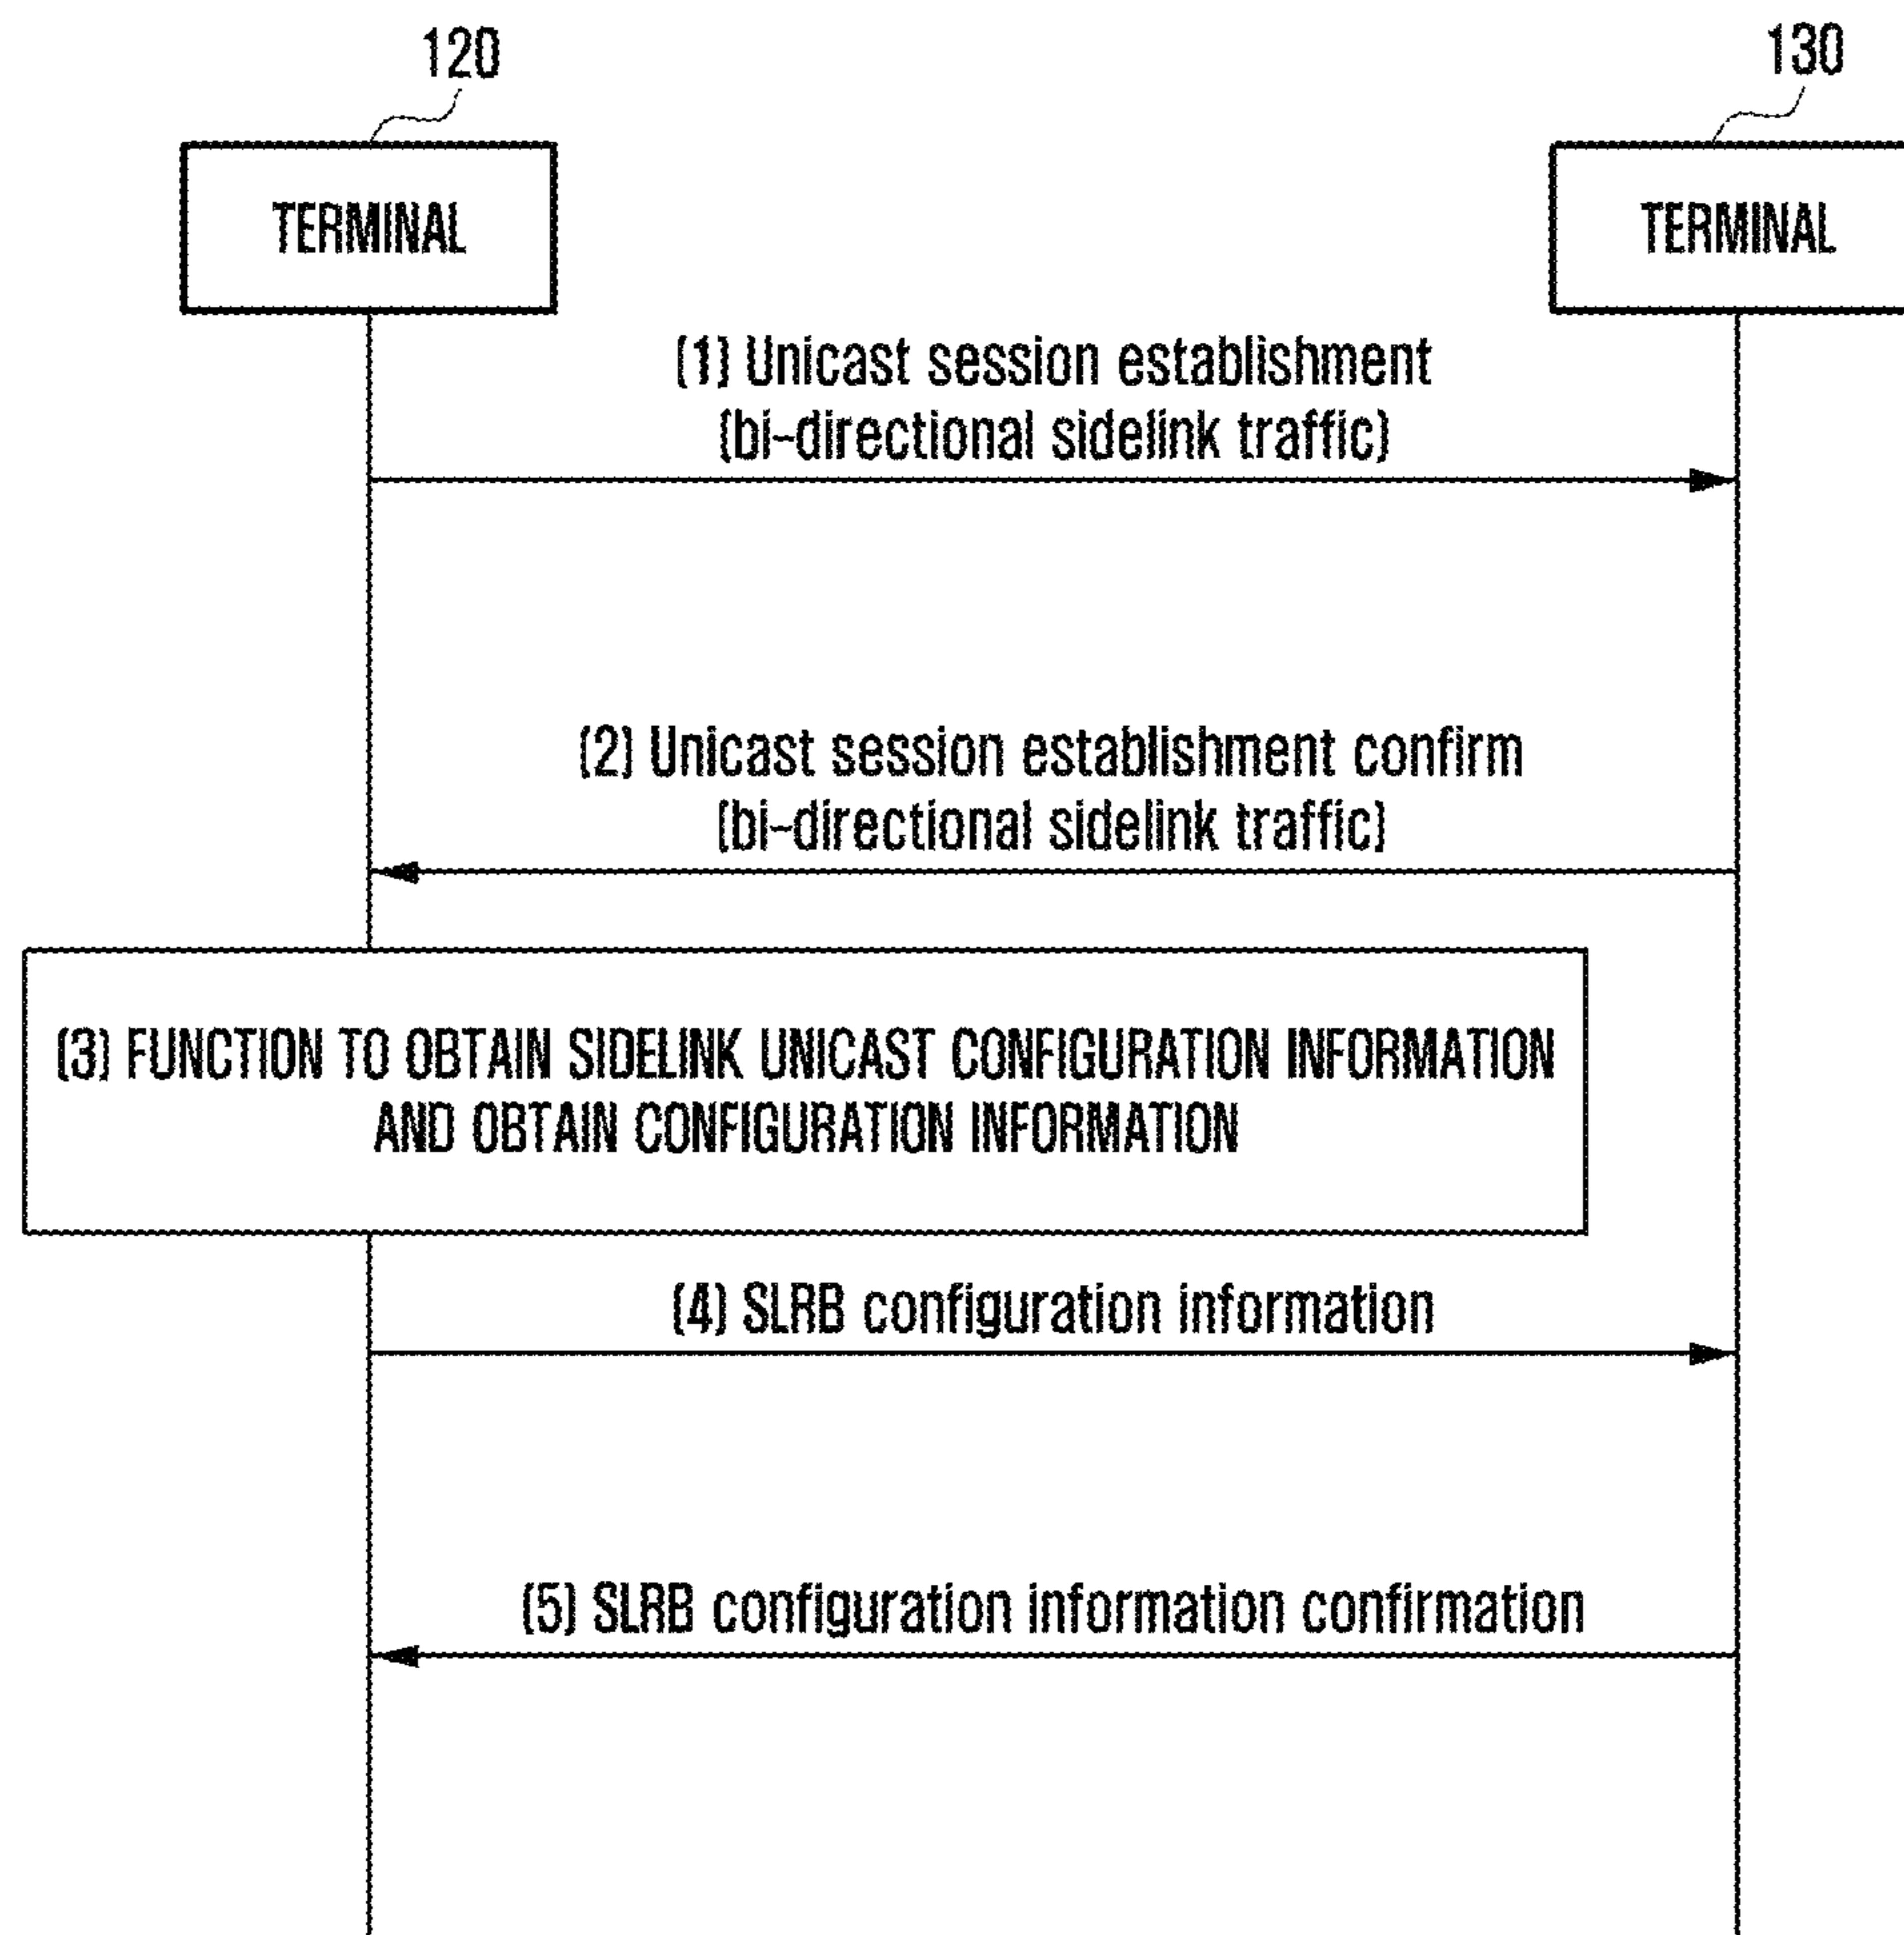 120
130
TERMINAL
TERMINAL
(1) Unicast session establishment
(bi-directional sidelink traffic)
(2) Unicast session establishment confirm
(bi-directional sidelink traffic)
(3) FUNCTION TO OBTAIN SIDELINK UNICAST CONFIGURATION INFORMATION
AND OBTAIN CONFIGURATION INFORMATION
(4) SLRB configuration information
(5) SLRB configuration information confirmation